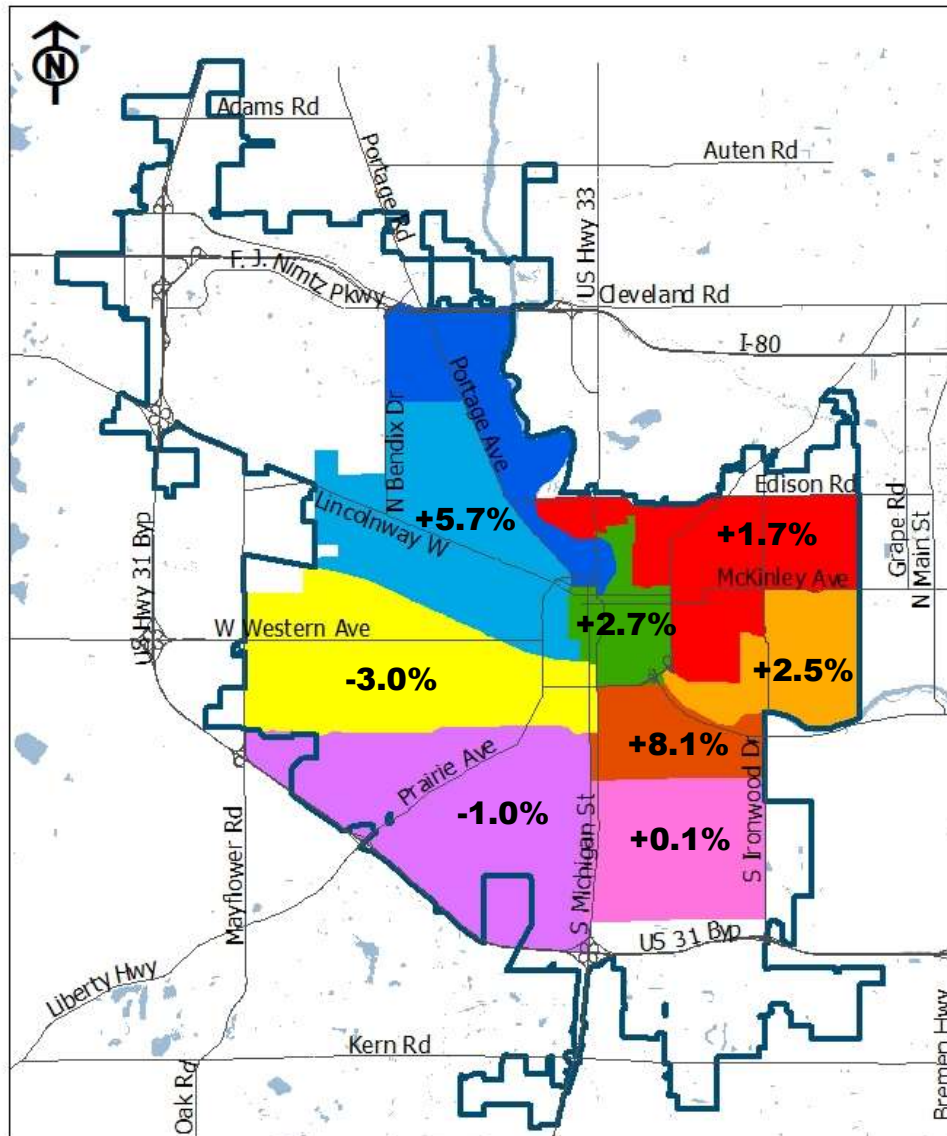 N
Adams Rd
Auten Rd
Portage Rd
US Hwy 33
F. J. Nimtz Pkwy
Cleveland Rd
I-80
Portage Ave
N Bendix Dr
Edison Rd
Grape Rd
N Main St
Lincolnway W
+5.7%
+1.7%
McKinley Ave
US Hwy 31 Byp
W Western Ave
+2.7%
-3.0%
+2.5%
+8.1%
Prairie Ave
S Ironwood Dr
-1.0%
+0.1%
S Michigan St
Mayflower Rd
US 31 Byp
Liberty Hwy
Kern Rd
Oak Rd
Bremen Hwy